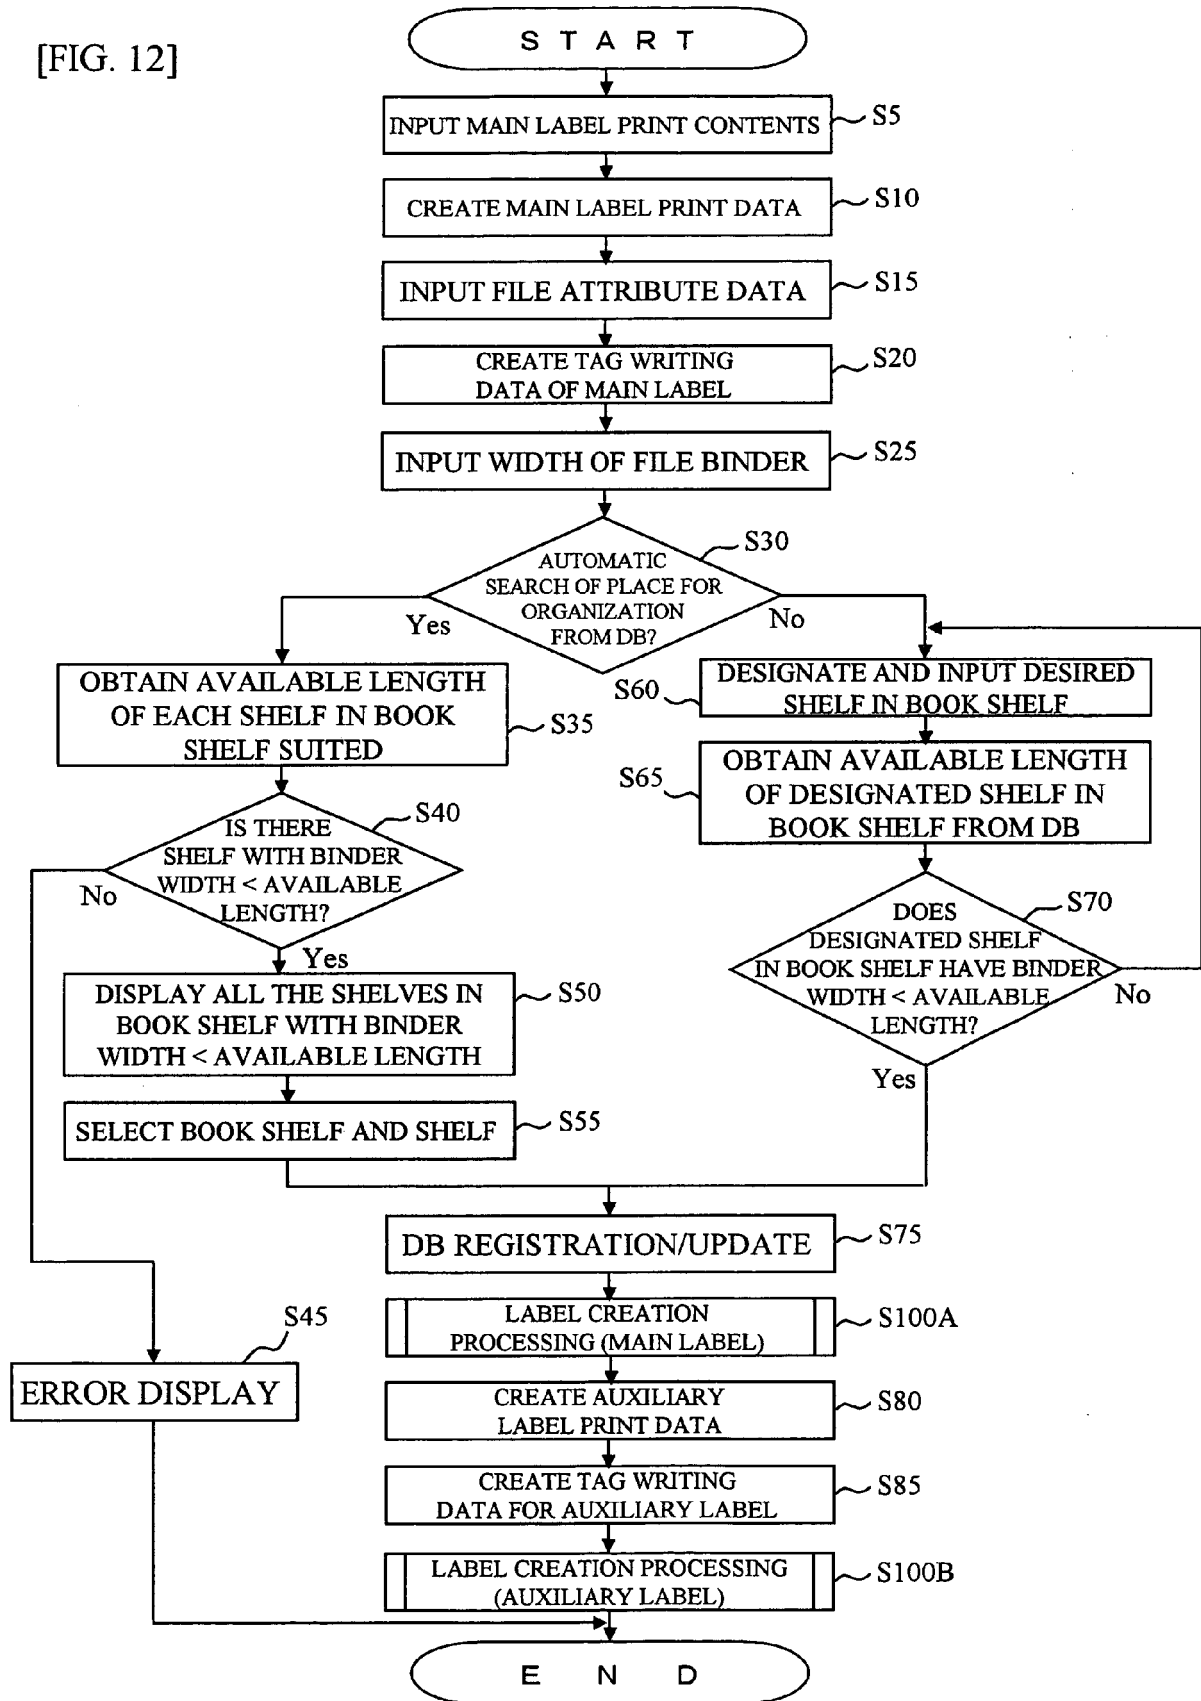 [FIG. 12]
START
INPUT MAIN LABEL PRINT CONTENTS
S5
CREATE MAIN LABEL PRINT DATA
S10
INPUT FILE ATTRIBUTE DATA
S15
CREATE TAG WRITING
DATA OF MAIN LABEL
S20
INPUT WIDTH OF FILE BINDER
S25
AUTOMATIC
SEARCH OF PLACE FOR
ORGANIZATION
FROM DB?
S30
Yes
No
OBTAIN AVAILABLE LENGTH
OF EACH SHELF IN BOOK
SHELF SUITED
S35
IS THERE
SHELF WITH BINDER
WIDTH < AVAILABLE
LENGTH?
S40
No
Yes
DISPLAY ALL THE SHELVES IN
BOOK SHELF WITH BINDER
WIDTH < AVAILABLE LENGTH
S50
SELECT BOOK SHELF AND SHELF
S55
S60
DESIGNATE AND INPUT DESIRED
SHELF IN BOOK SHELF
S65
OBTAIN AVAILABLE LENGTH
OF DESIGNATED SHELF IN
BOOK SHELF FROM DB
DOES
DESIGNATED SHELF
IN BOOK SHELF HAVE BINDER
WIDTH < AVAILABLE
LENGTH?
S70
No
Yes
DB REGISTRATION/UPDATE
S75
LABEL CREATION
PROCESSING (MAIN LABEL)
S100A
S45
ERROR DISPLAY
CREATE AUXILIARY
LABEL PRINT DATA
S80
CREATE TAG WRITING
DATA FOR AUXILIARY LABEL
S85
LABEL CREATION PROCESSING
(AUXILIARY LABEL)
S100B
END